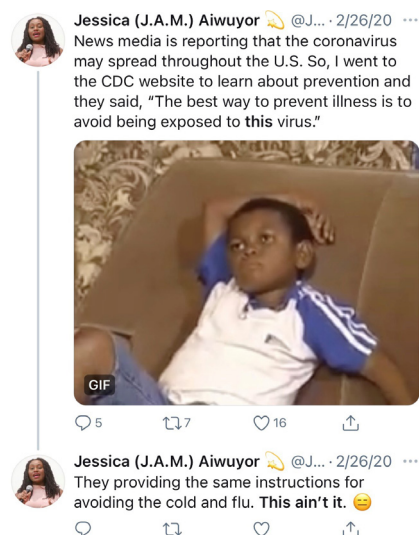 Jessica (J.A.M.) Aiwuyor 💫 @J... · 2/26/20 ···
News media is reporting that the coronavirus
may spread throughout the U.S. So, I went to
the CDC website to learn about prevention and
they said, “The best way to prevent illness is to
avoid being exposed to this virus.”
GIF
5 7 16
Jessica (J.A.M.) Aiwuyor 💫 @J... · 2/26/20 ···
They providing the same instructions for
avoiding the cold and flu. This ain’t it. 😑